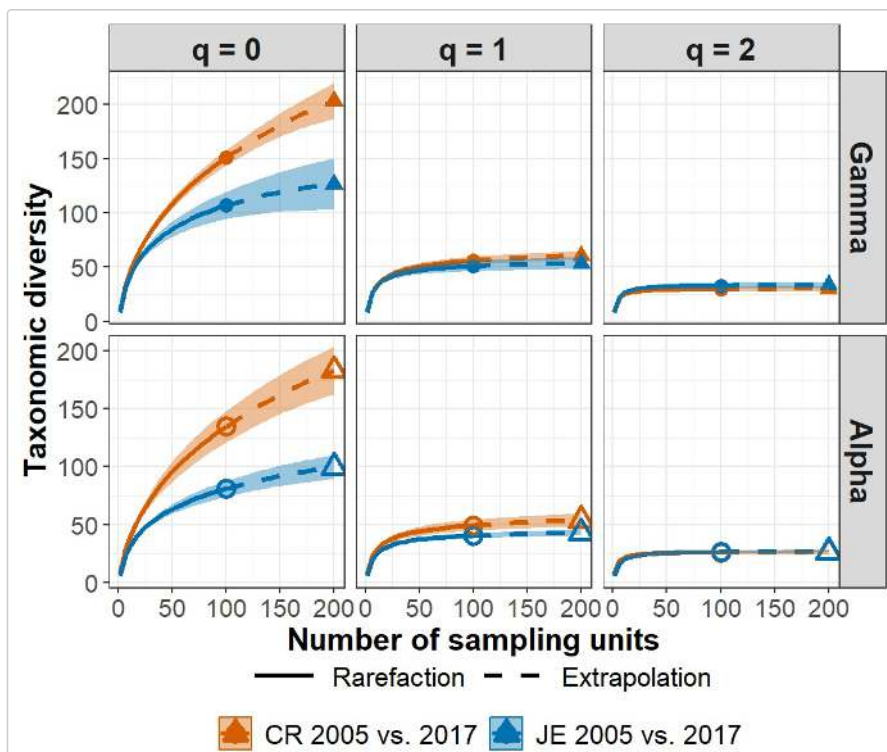 q = 0 q = 1 q = 2
Taxonomic diversity
200
150
100
50
0
Gamma
200
150
100
50
0
Alpha
0 50 100 150 200 0 50 100 150 200 0 50 100 150 200
Number of sampling units
Rarefaction Extrapolation
CR 2005 vs. 2017 JE 2005 vs. 2017